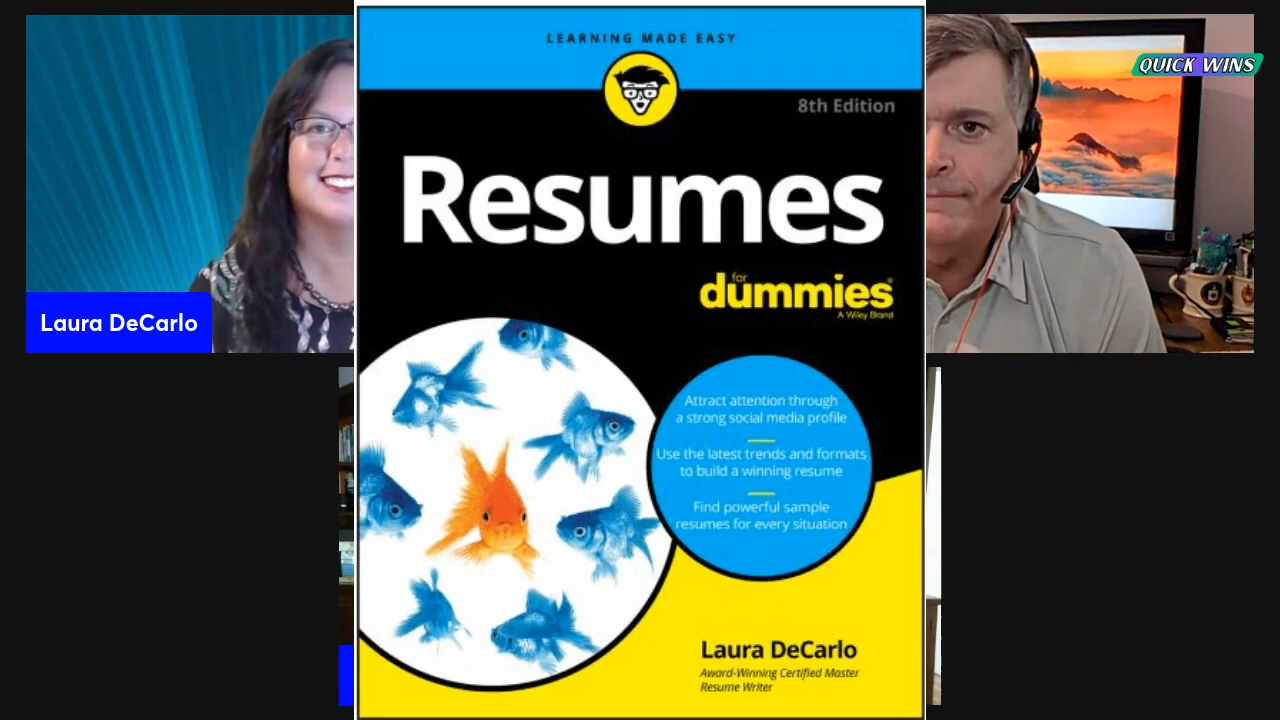 LEARNING MADE EASY
QUICK WINS
8th Edition
Resumes
for
dummies®
A Wiley Brand
Laura DeCarlo
Attract attention through
a strong social media profile
Use the latest trends and formats
to build a winning resume
Find powerful sample
resumes for every situation
Laura DeCarlo
Award-Winning Certified Master
Resume Writer